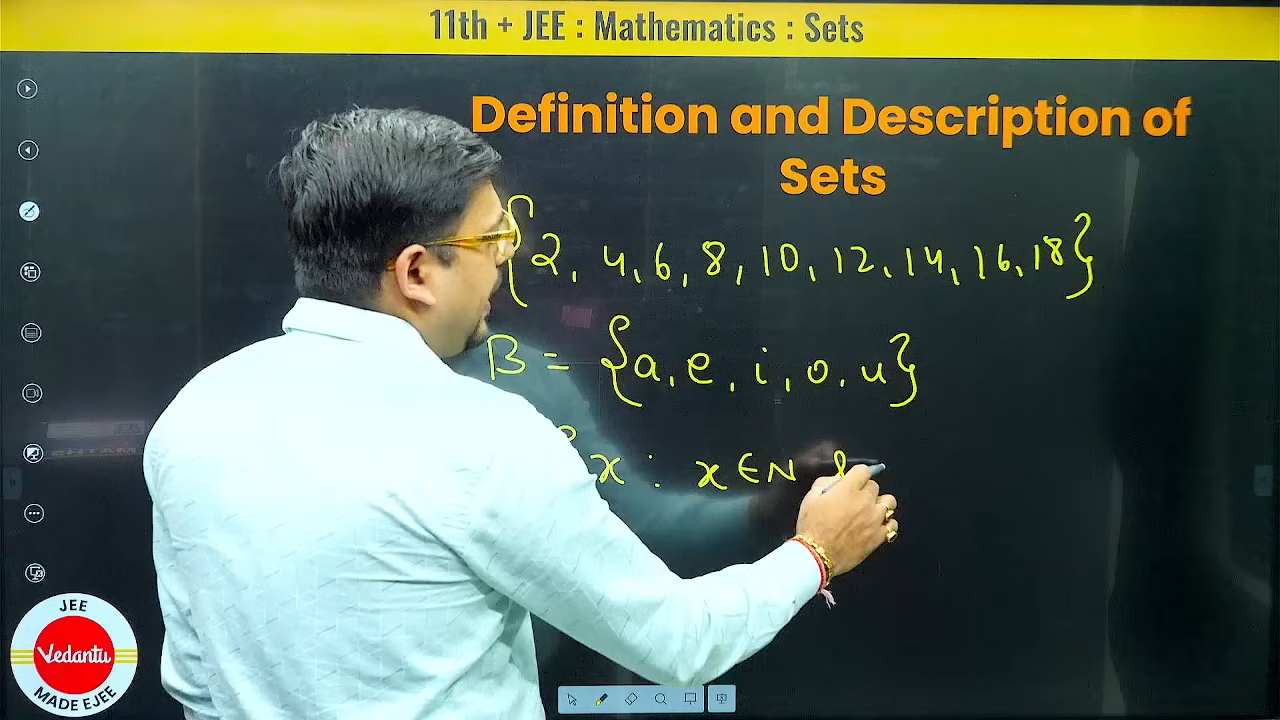 11th + JEE : Mathematics : Sets
Definition and Description of
Sets
{2, 4, 6, 8, 10, 12, 14, 16, 18}
B = {a, e, i, o, u}
x : x ∈ N
JEE
Vedantu
MADE EJEE